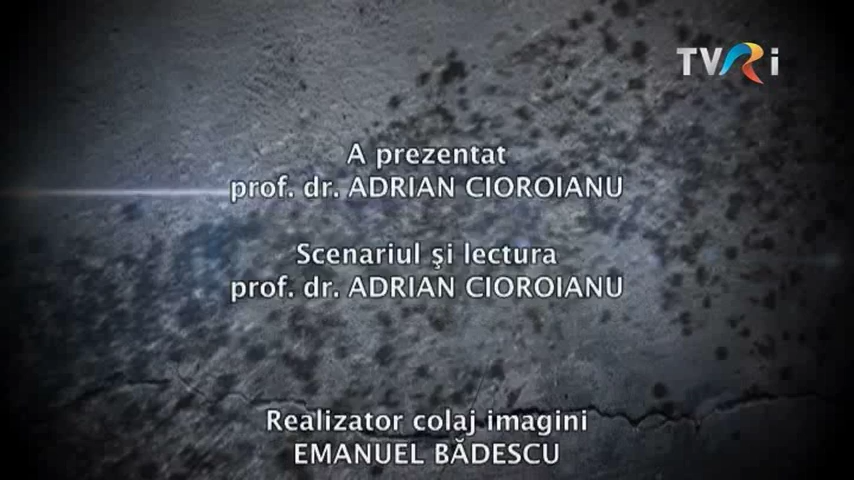 TVRi
A prezentat
prof. dr. ADRIAN CIOROIANU
Scenariul şi lectura
prof. dr. ADRIAN CIOROIANU
Realizator colaj imagini
EMANUEL BĂDESCU